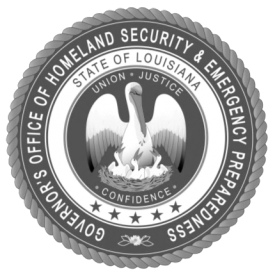 GOVERNOR'S OFFICE OF HOMELAND SECURITY & EMERGENCY PREPAREDNESS
STATE OF LOUISIANA
UNION * JUSTICE
* CONFIDENCE *